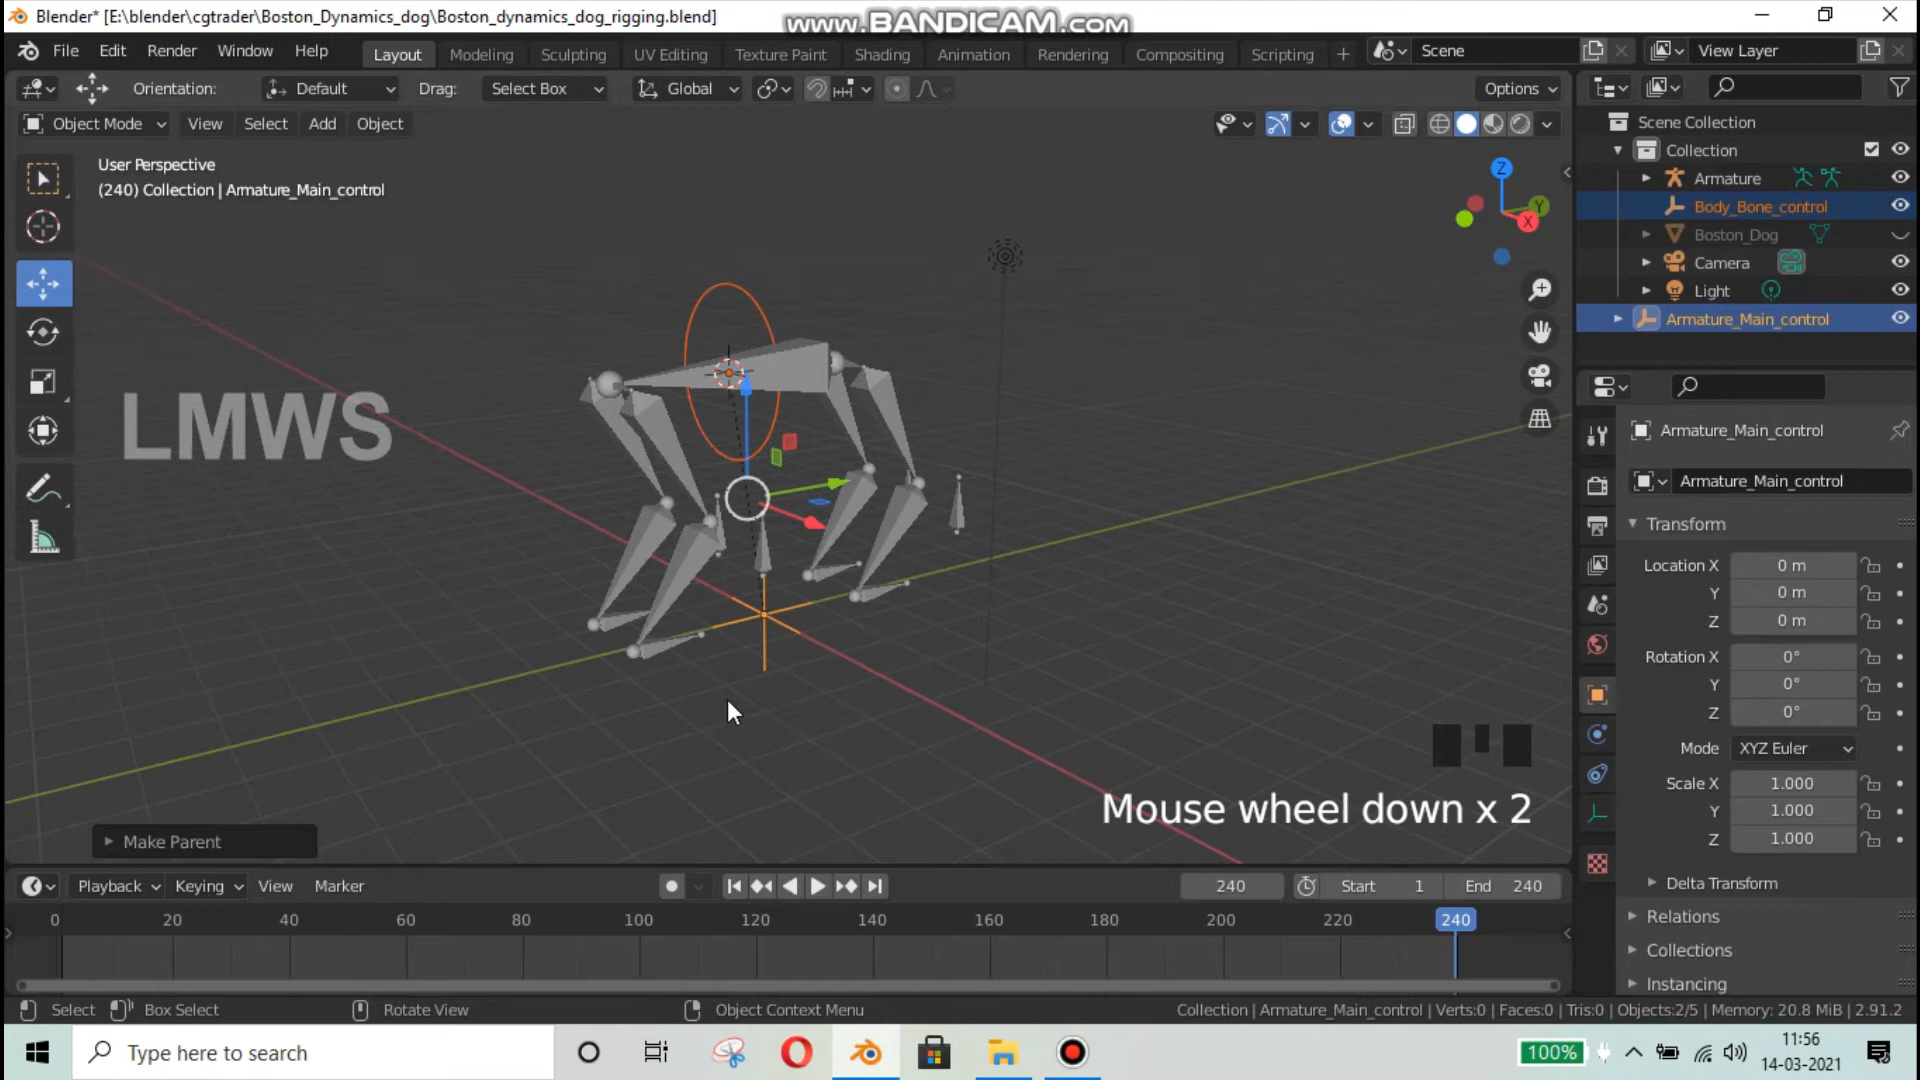 Blender* [E:\blender\cgtrader\Boston_Dynamics_dog\Boston_dynamics_dog_rigging.blend]
www.BANDICAM.com
File Edit Render Window Help
Layout Modeling Sculpting UV Editing Texture Paint Shading Animation Rendering Compositing Scripting +
Scene
View Layer
Orientation: Default Drag: Select Box Global Options
Object Mode View Select Add Object
User Perspective
(240) Collection | Armature_Main_control
Z
Y
X
LMWS
Mouse wheel down x 2
Make Parent
Scene Collection
Collection
Armature
Body_Bone_control
Boston_Dog
Camera
Light
Armature_Main_control
Armature_Main_control
Armature_Main_control
Transform
Location X 0 m
Y 0 m
Z 0 m
Rotation X 0°
Y 0°
Z 0°
Mode XYZ Euler
Scale X 1.000
Y 1.000
Z 1.000
Delta Transform
Relations
Collections
Instancing
Playback Keying View Marker 240 Start 1 End 240
0 20 40 60 80 100 120 140 160 180 200 220 240
Select Box Select Rotate View Object Context Menu
Collection | Armature_Main_control | Verts:0 | Faces:0 | Tris:0 | Objects:2/5 | Memory: 20.8 MiB | 2.91.2
Type here to search
100%
11:56
14-03-2021